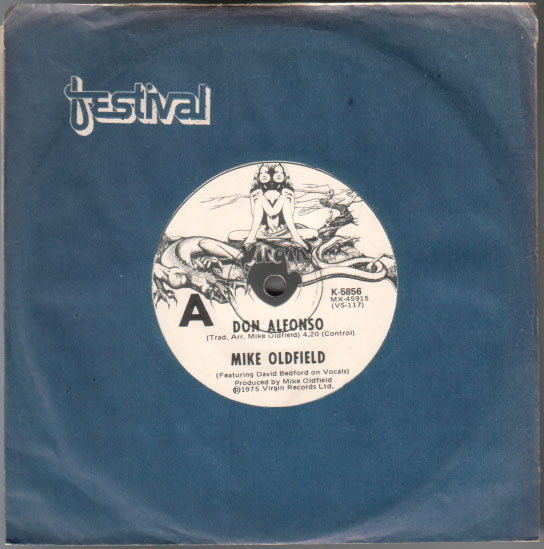 festival
Virgin
A
K-5856
MX-45915
(VS-117)
DON ALFONSO
(Trad. Arr. Mike Oldfield) 4.20 (Control)
MIKE OLDFIELD
(Featuring David Bedford on Vocals)
Produced by Mike Oldfield
℗1975 Virgin Records Ltd.